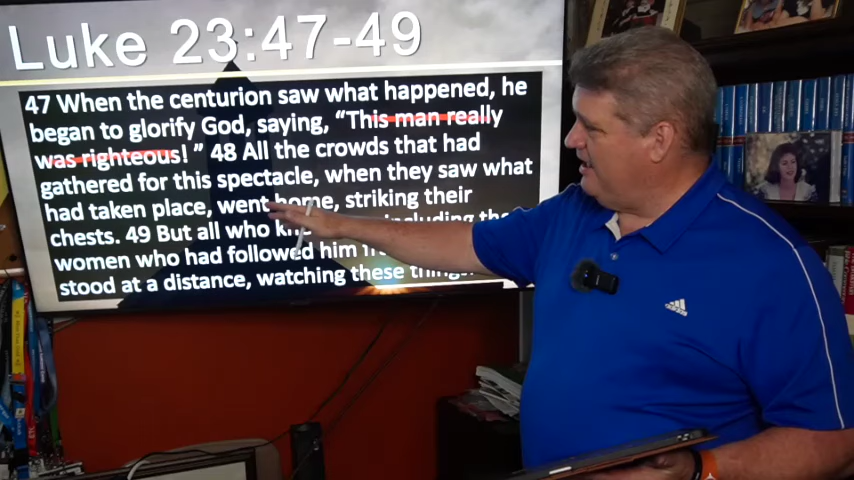 Luke 23:47-49
47 When the centurion saw what happened, he
began to glorify God, saying, “This man really
was righteous! ” 48 All the crowds that had
gathered for this spectacle, when they saw what
had taken place, went home, striking their
chests. 49 But all who including the
women who had followed him
stood at a distance, watching these things.